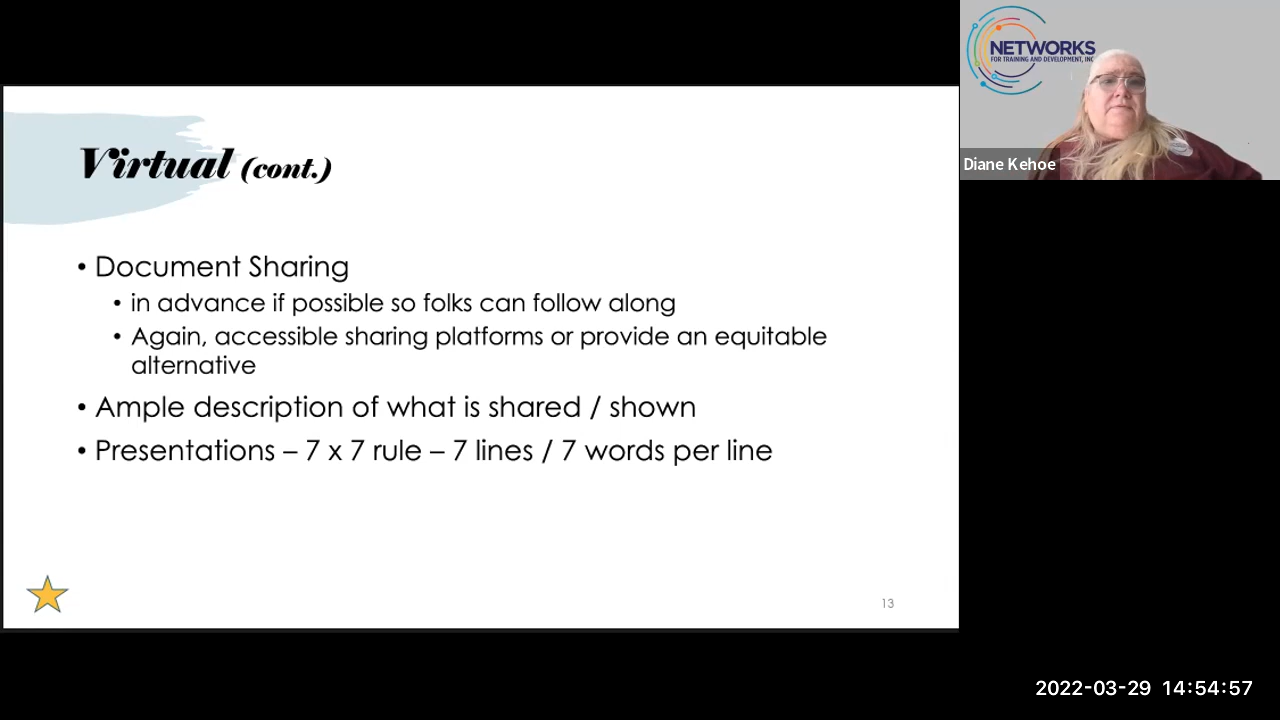 Virtual (cont.)
• Document Sharing
• in advance if possible so folks can follow along
• Again, accessible sharing platforms or provide an equitable
alternative
• Ample description of what is shared / shown
• Presentations – 7 x 7 rule – 7 lines / 7 words per line
13
NETWORKS
FOR TRAINING AND DEVELOPMENT, INC
Diane Kehoe
2022-03-29 14:54:57